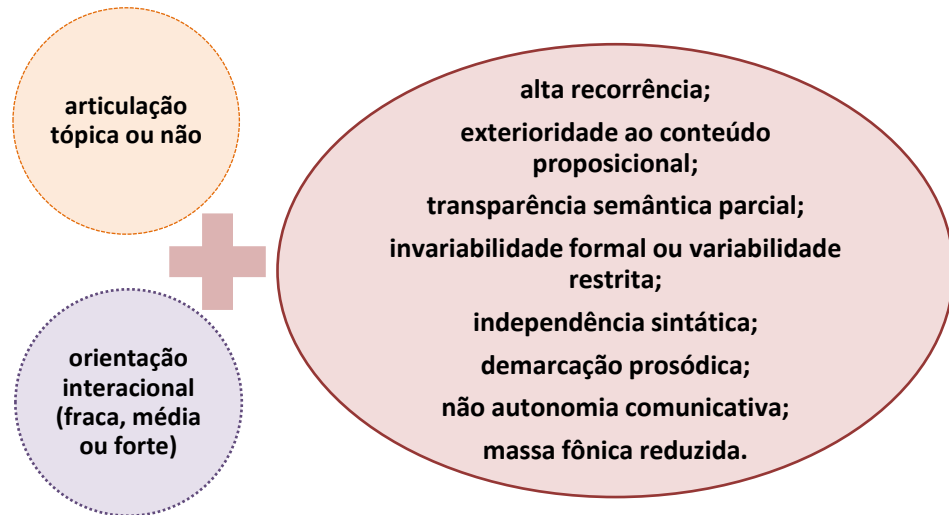 articulação
tópica ou não
orientação
interacional
(fraca, média
ou forte)
alta recorrência;
exterioridade ao conteúdo
proposicional;
transparência semântica parcial;
invariabilidade formal ou variabilidade
restrita;
independência sintática;
demarcação prosódica;
não autonomia comunicativa;
massa fônica reduzida.